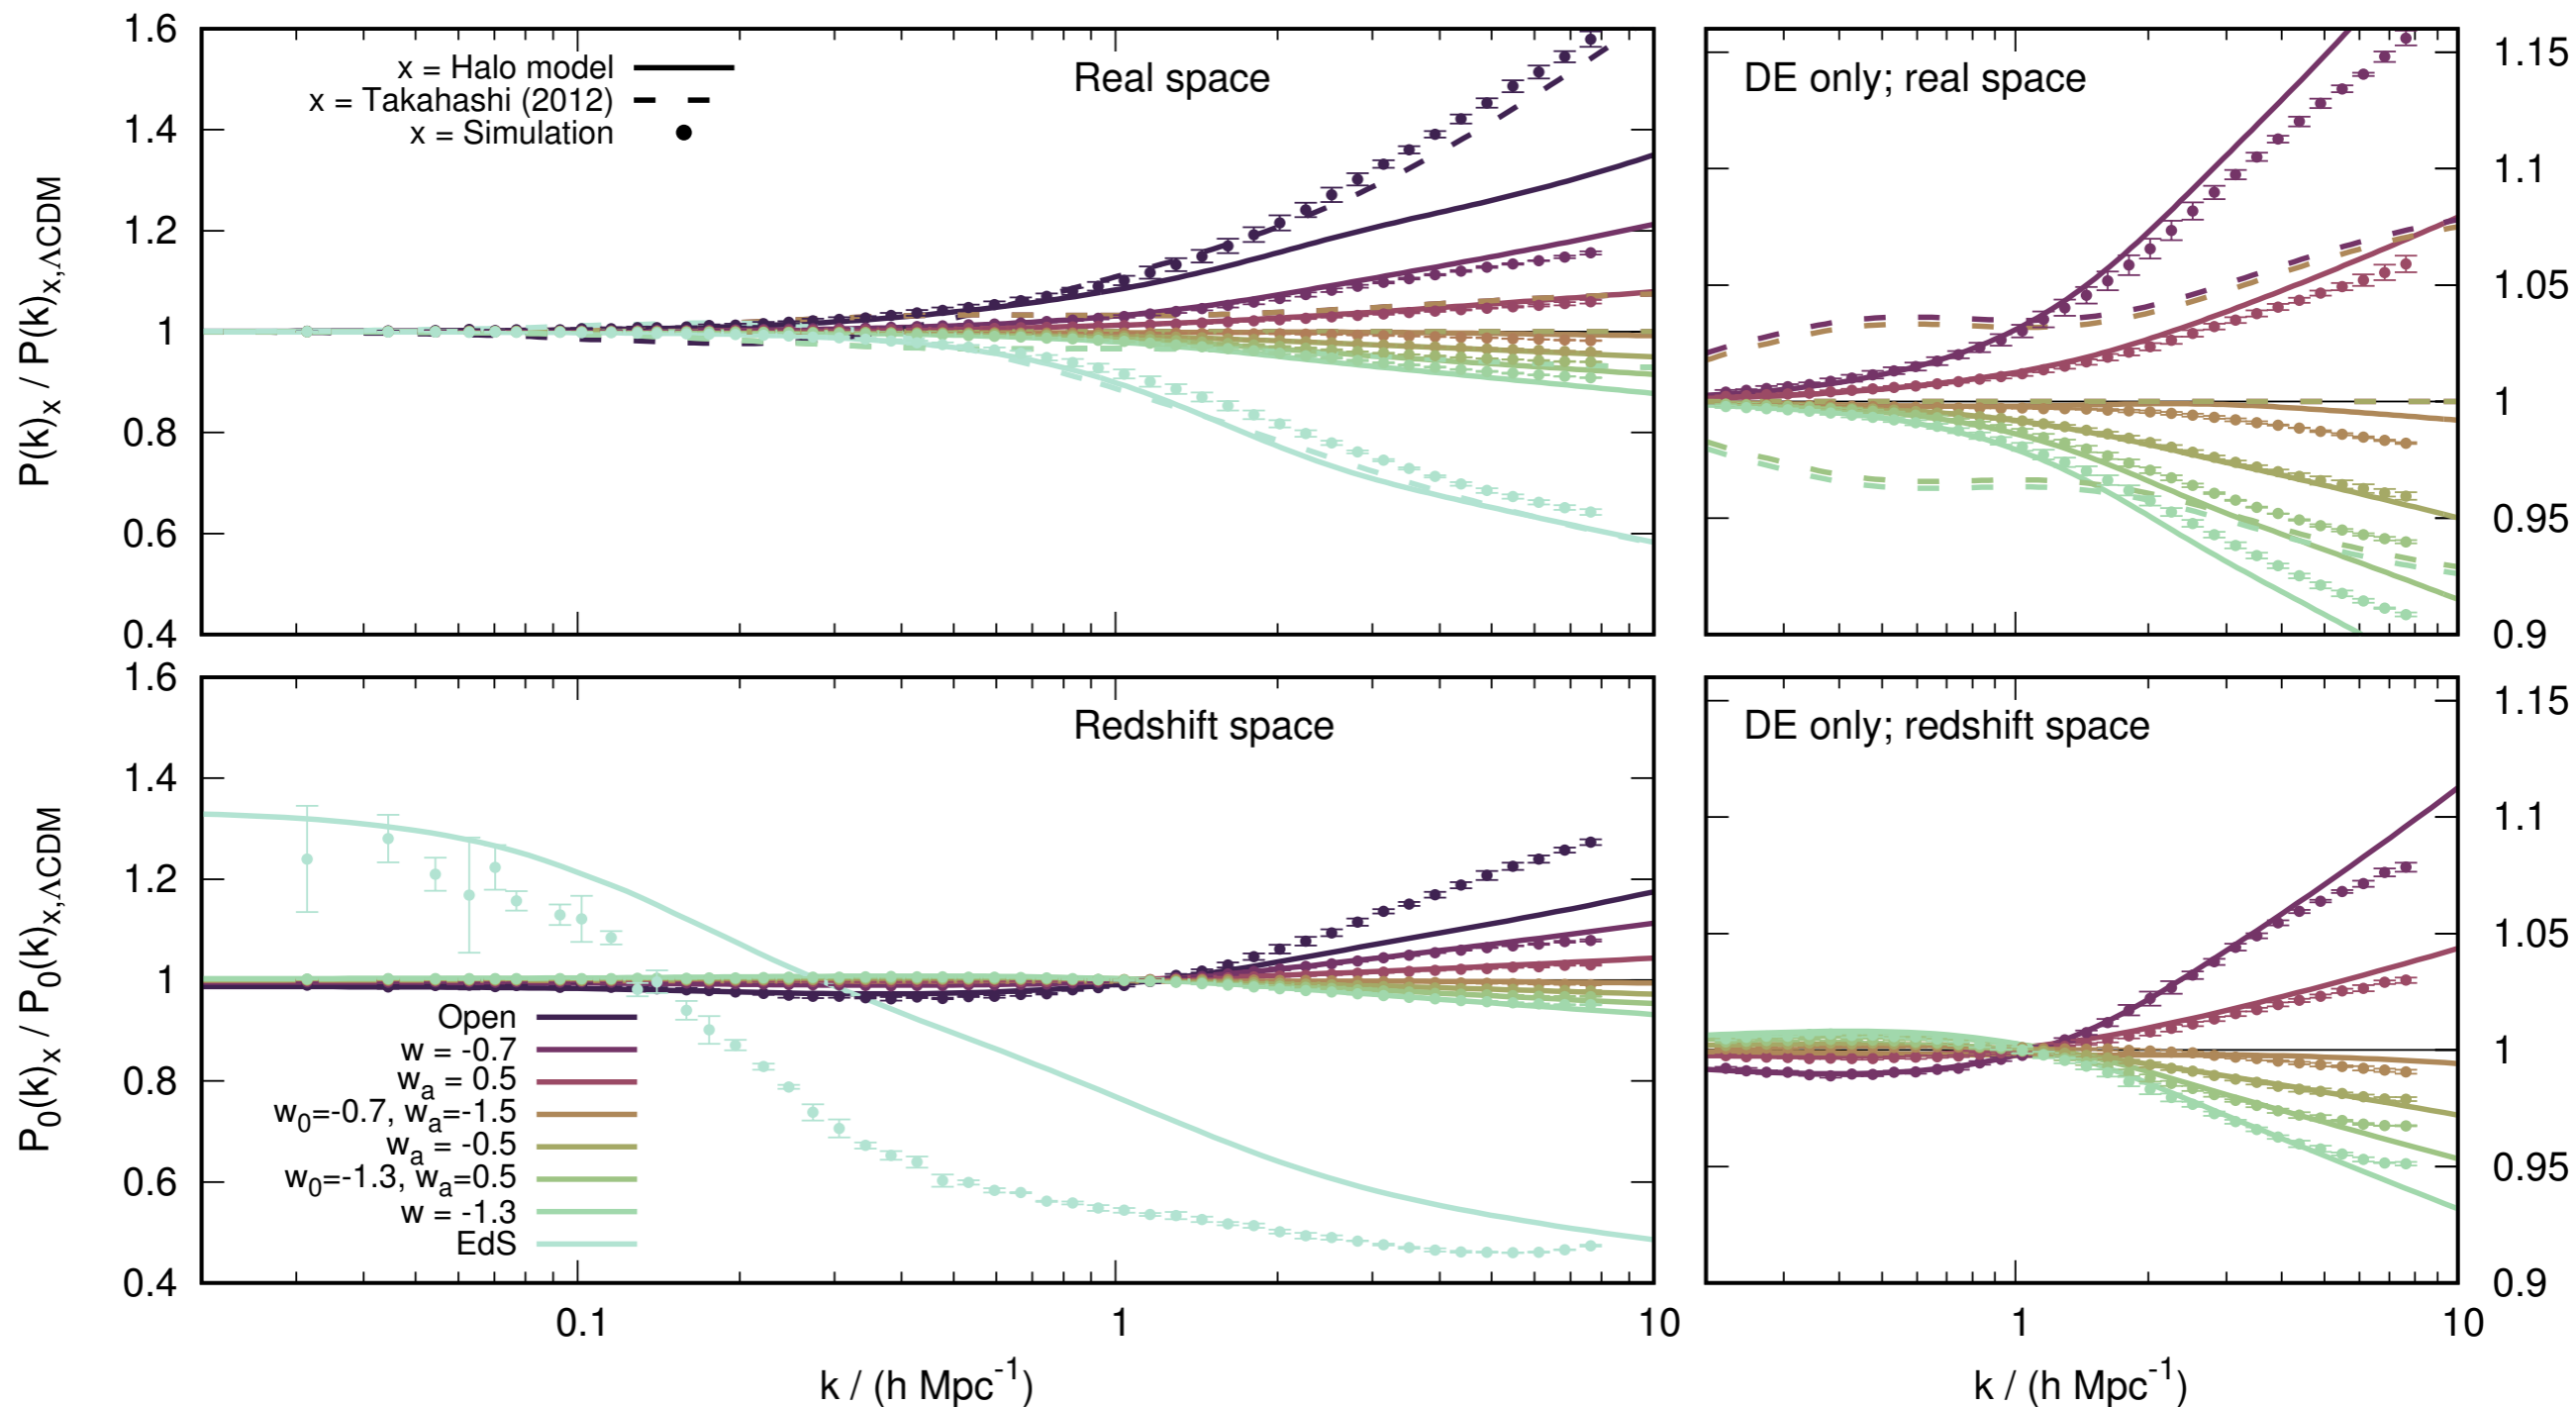 1.6
1.4
1.2
1
0.8
0.6
0.4
P(k)x / P(k)x,ΛCDM
x = Halo model
x = Takahashi (2012)
x = Simulation
Real space
DE only; real space
1.15
1.1
1.05
1
0.95
0.9
1.6
1.4
1.2
1
0.8
0.6
0.4
P0(k)x / P0(k)x,ΛCDM
Redshift space
Open
w = -0.7
wa = 0.5
w0=-0.7, wa=-1.5
wa = -0.5
w0=-1.3, wa=0.5
w = -1.3
EdS
DE only; redshift space
1.15
1.1
1.05
1
0.95
0.9
0.1
1
10
1
10
k / (h Mpc-1)
k / (h Mpc-1)